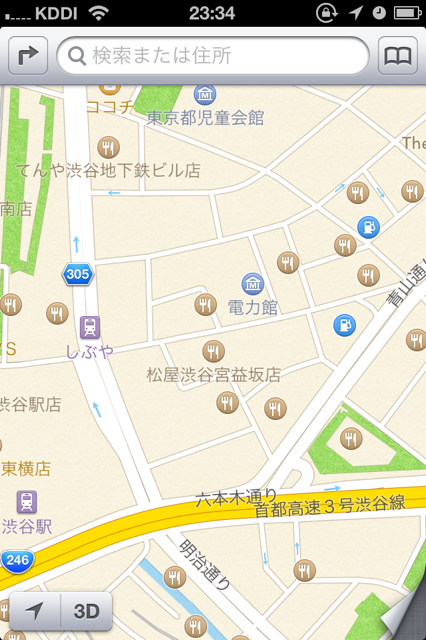 KDDI 23:34
検索または住所
ココチ
東京都児童会館
The
てんや渋谷地下鉄ビル店
南店
305
電力館
青山通り
しぶや
S
松屋渋谷宮益坂店
渋谷駅店
東横店
六本木通り
首都高速3号渋谷線
渋谷駅
明治通り
246
3D